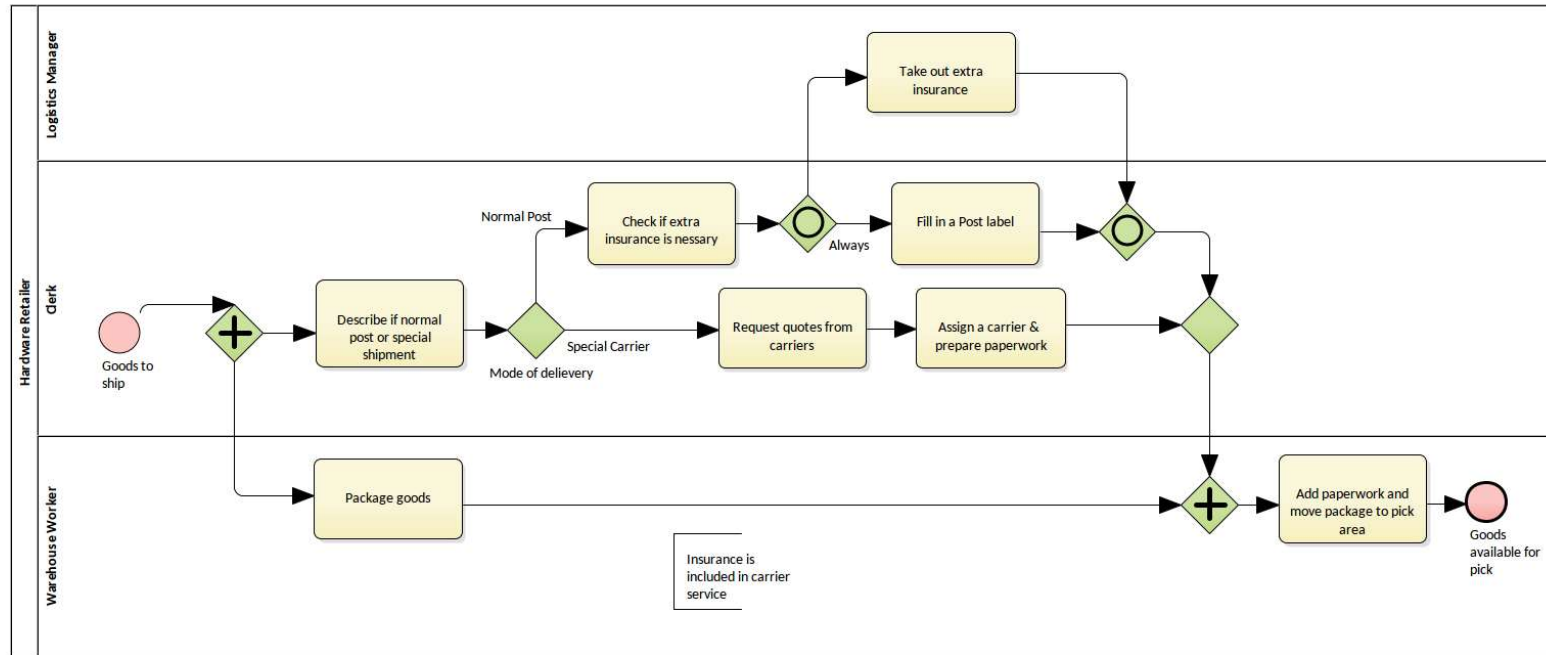 Hardware Retailer
Logistics Manager
Take out extra
insurance
Clerk
Normal Post
Check if extra
insurance is nessary
Always
Fill in a Post label
Goods to
ship
Describe if normal
post or special
shipment
Special Carrier
Mode of delievery
Request quotes from
carriers
Assign a carrier &
prepare paperwork
Warehouse Worker
Package goods
Insurance is
included in carrier
service
Add paperwork and
move package to pick
area
Goods
available for
pick